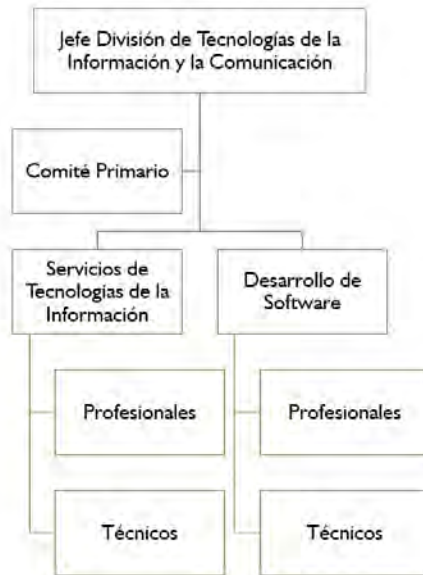 Jefe División de Tecnologías de la
Información y la Comunicación
Comité Primario
Servicios de
Tecnologías de la
Información
Desarrollo de
Software
Profesionales
Profesionales
Técnicos
Técnicos